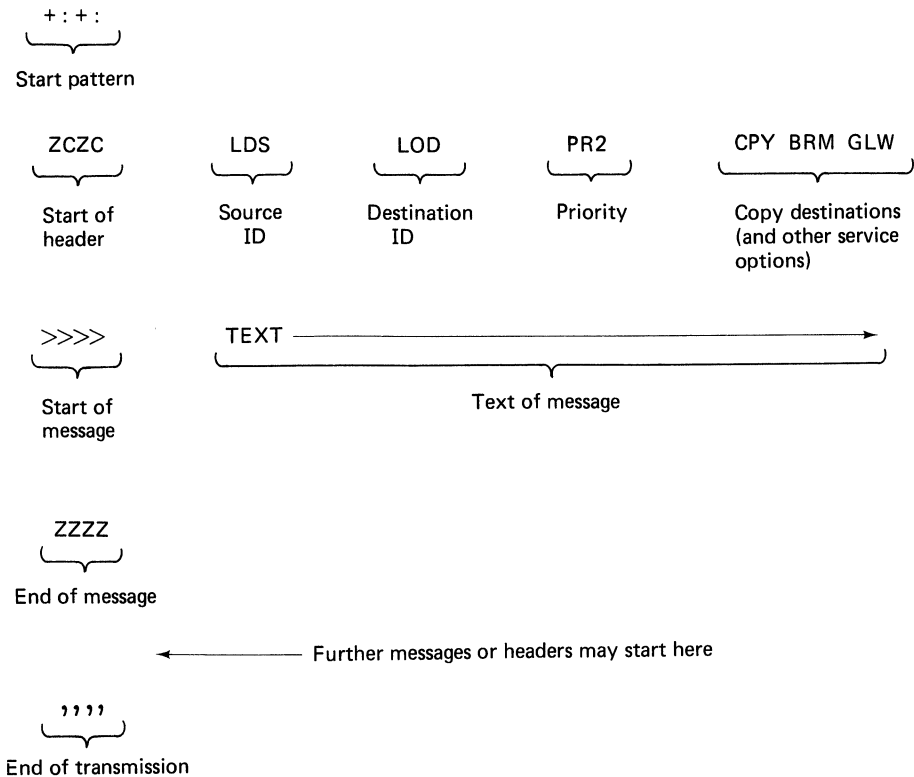 +:+:
Start pattern
ZCZC LDS LOD PR2 CPY BRM GLW
Start of header
Source ID
Destination ID
Priority
Copy destinations (and other service options)
>>>> TEXT
Start of message
Text of message
ZZZZ
End of message
Further messages or headers may start here
,,,,
End of transmission